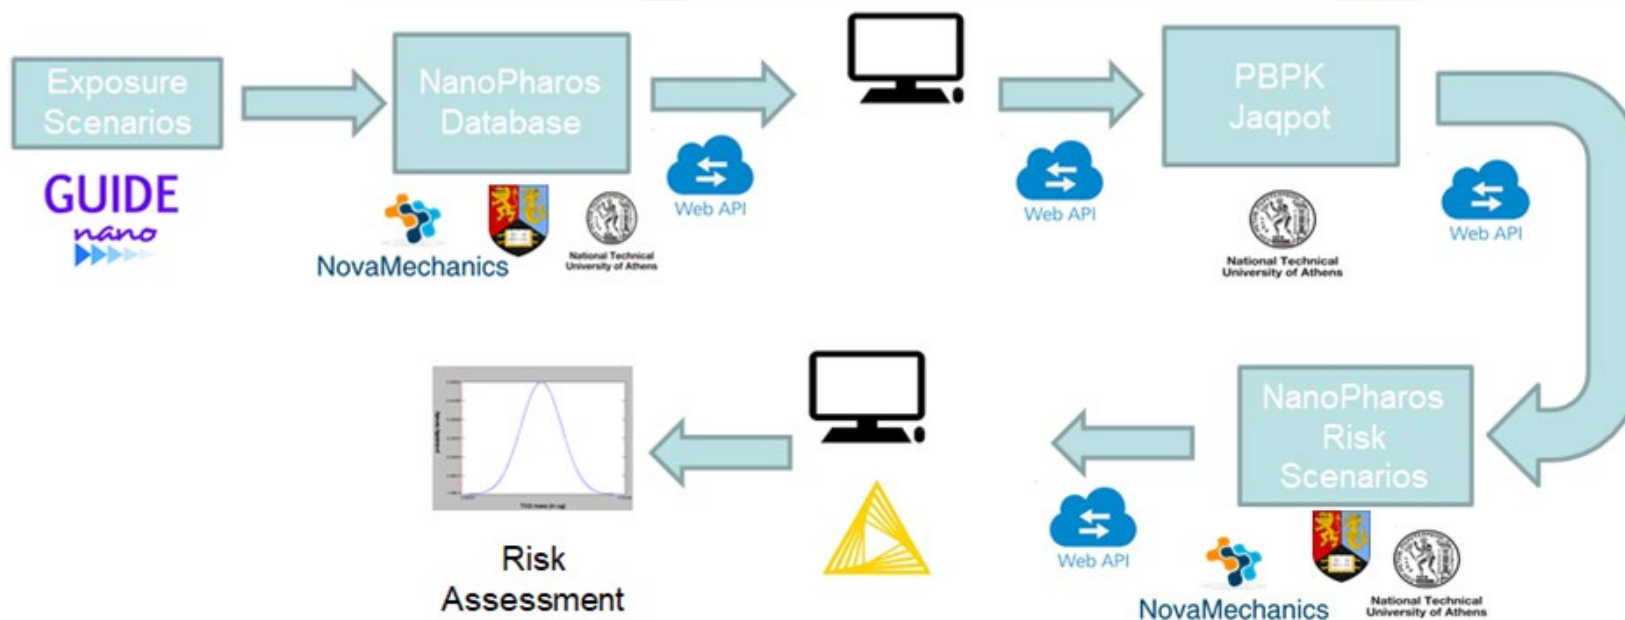 Exposure
Scenarios
NanoPharos
Database
PBPK
Jaqpot
GUIDE
nano
NovaMechanics
National Technical
University of Athens
Web API
Web API
National Technical
University of Athens
Web API
NanoPharos
Risk
Scenarios
Risk
Assessment
Web API
NovaMechanics
National Technical
University of Athens